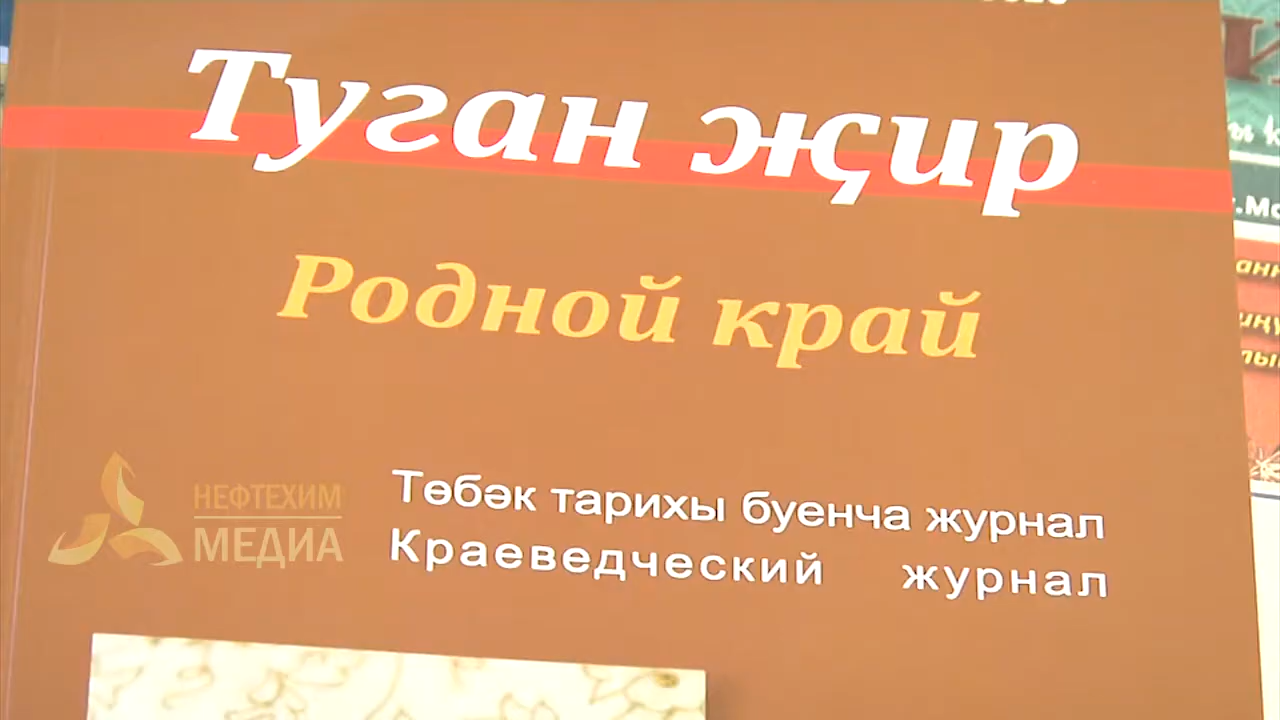 Туган җир
Родной край
Төбәк тарихы буенча журнал
Краеведческий журнал
НЕФТЕХИМ
МЕДИА